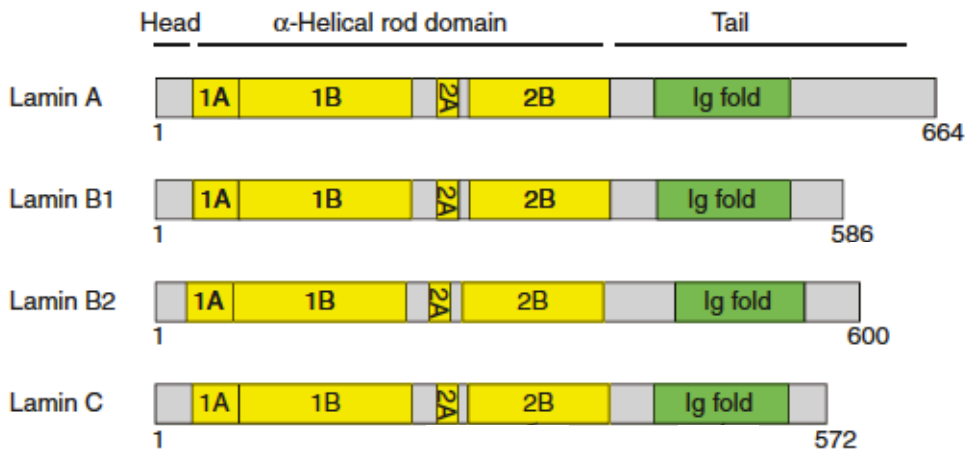 Head α-Helical rod domain Tail
Lamin A 1A 1B 2A 2B Ig fold
1 664
Lamin B1 1A 1B 2A 2B Ig fold
1 586
Lamin B2 1A 1B 2A 2B Ig fold
1 600
Lamin C 1A 1B 2A 2B Ig fold
1 572